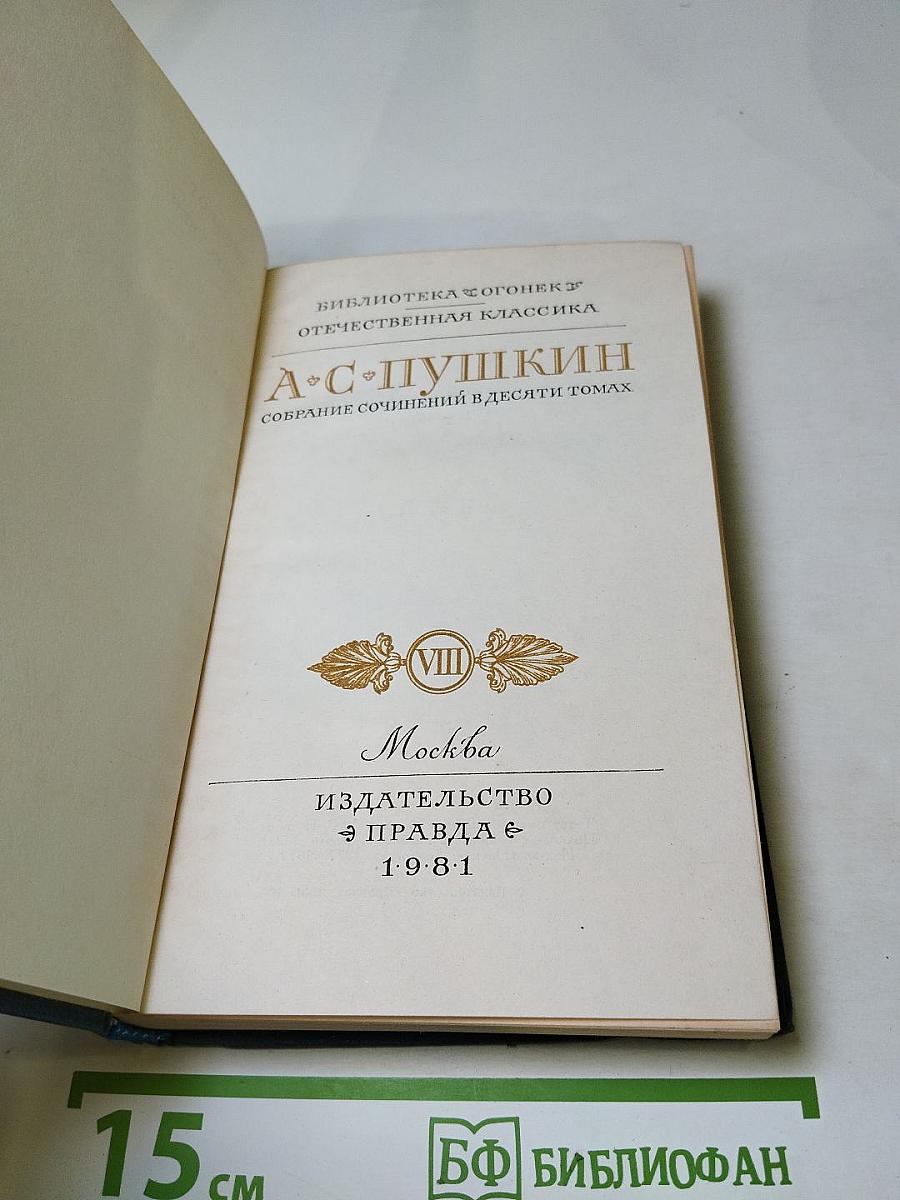 БИБЛИОТЕКА ОГОНЕК
ОТЕЧЕСТВЕННАЯ КЛАССИКА
А·С·ПУШКИН
СОБРАНИЕ СОЧИНЕНИЙ В ДЕСЯТИ ТОМАХ
VIII
Москва
ИЗДАТЕЛЬСТВО
ПРАВДА
1·9·8·1
15 см
БФ БИБЛИОФАН